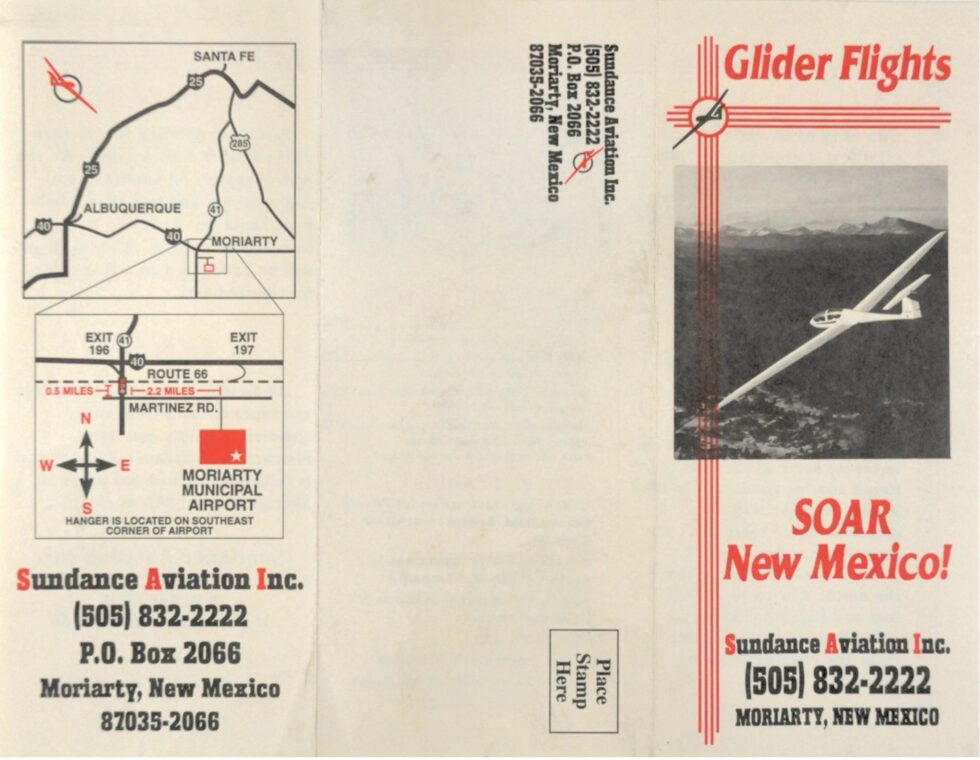 SANTA FE
25
285
25
ALBUQUERQUE
41
40
40
MORIARTY
EXIT
196
41
EXIT
197
40
ROUTE 66
0.5 MILES
2.2 MILES
MARTINEZ RD.
N
W
E
S
MORIARTY
MUNICIPAL
AIRPORT
HANGER IS LOCATED ON SOUTHEAST
CORNER OF AIRPORT
Sundance Aviation Inc.
(505) 832-2222
P.O. Box 2066
Moriarty, New Mexico
87035-2066
Sundance Aviation Inc.
(505) 832-2222
P.O. Box 2066
Moriarty, New Mexico
87035-2066
Place
Stamp
Here
Glider Flights
SOAR
New Mexico!
Sundance Aviation Inc.
(505) 832-2222
MORIARTY, NEW MEXICO